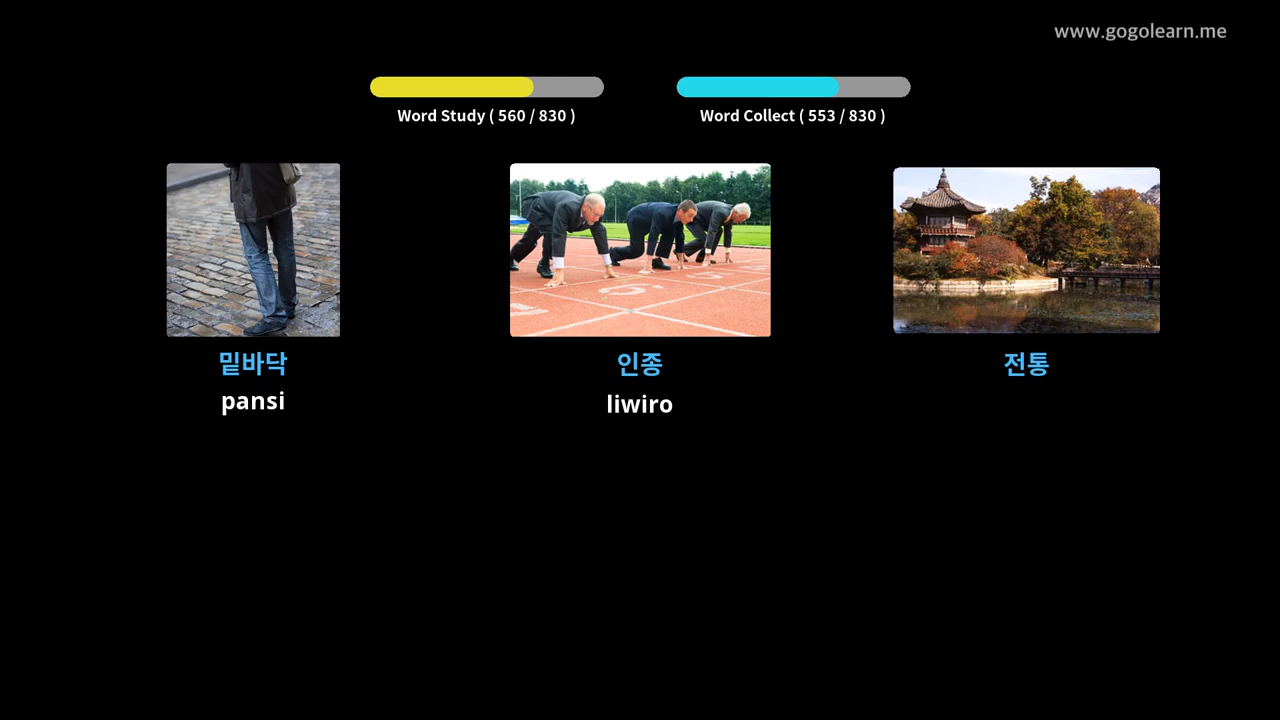 www.gogolearn.me
Word Study ( 560 / 830 )
Word Collect ( 553 / 830 )
밑바닥
인종
전통
pansi
liwiro